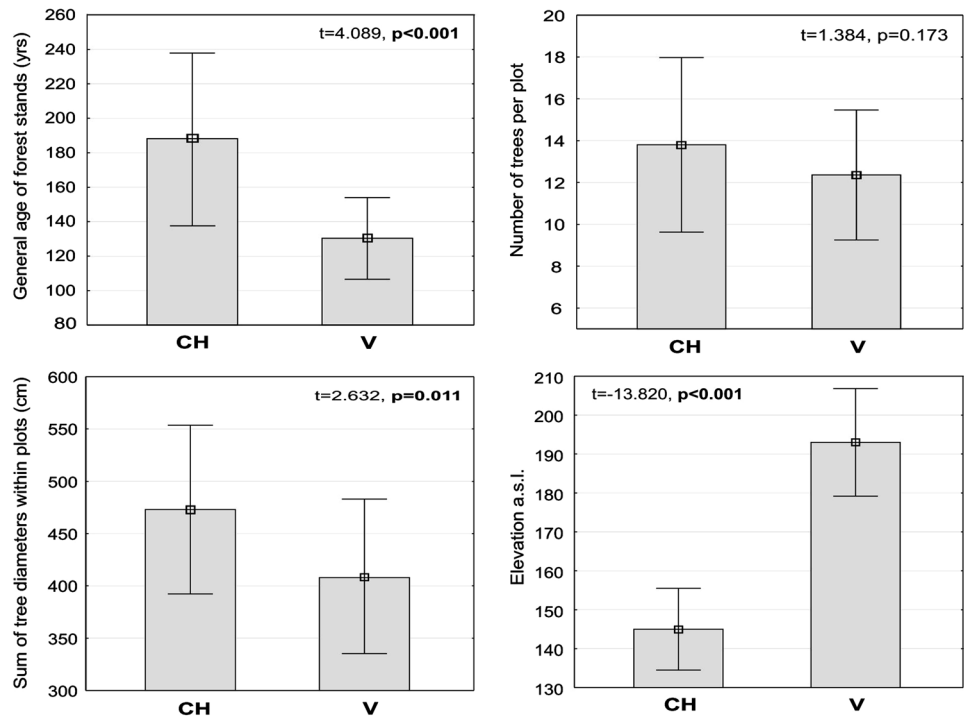 General age of forest stands (yrs)
260
240
220
200
190
180
160
140
120
100
80
t=4.089, p<0.001
CH
V
Number of trees per plot
20
18
16
14
12
10
8
6
t=1.384, p=0.173
CH
V
Sum of tree diameters within plots (cm)
600
550
500
450
400
350
300
t=2.632, p=0.011
CH
V
Elevation a.s.l.
210
200
190
180
170
160
150
140
130
t=-13.820, p<0.001
CH
V